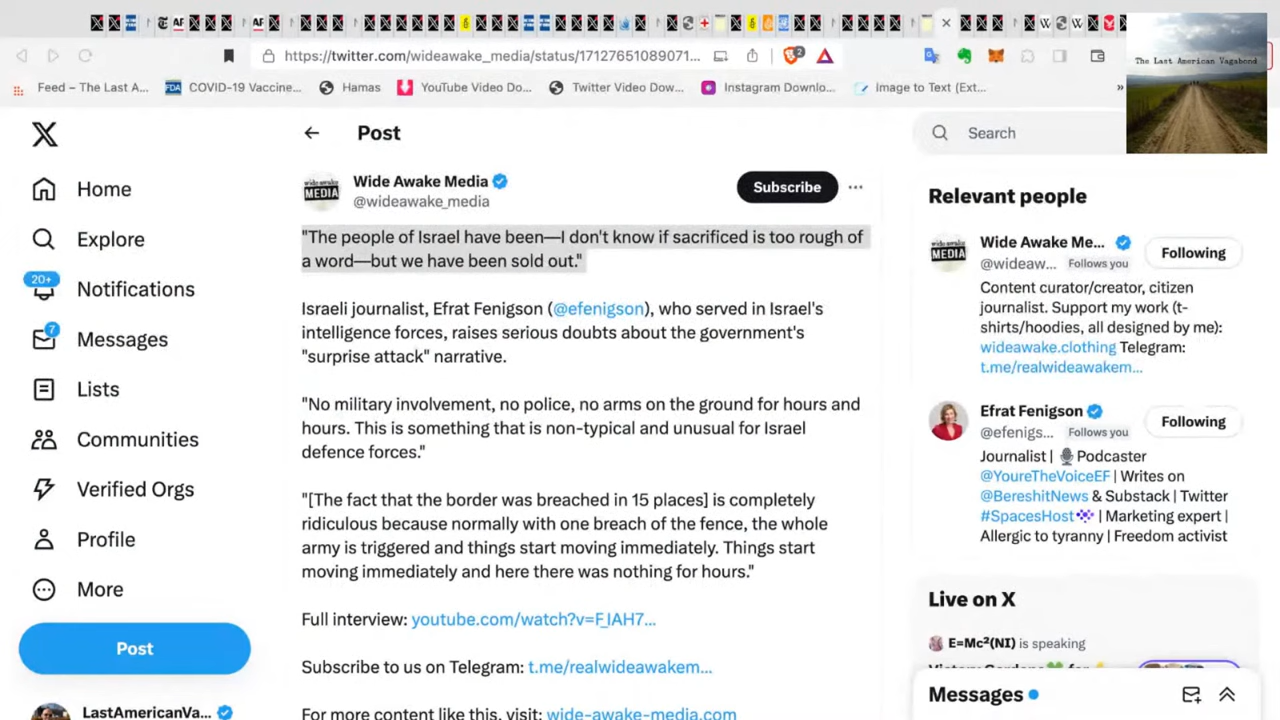 The Last American Vagabond
https://twitter.com/wideawake_media/status/17127651089071...
2
Feed – The Last A...
FDA
COVID-19 Vaccine...
Hamas
YouTube Video Do...
Twitter Video Dow...
Instagram Downlo...
Image to Text (Ext...
»
Home
Explore
20+
Notifications
7
Messages
Lists
Communities
Verified Orgs
Profile
More
Post
LastAmericanVa...
Post
wide awake
MEDIA
Wide Awake Media
@wideawake_media
Subscribe
"The people of Israel have been—I don't know if sacrificed is too rough of
a word—but we have been sold out."
Israeli journalist, Efrat Fenigson (@efenigson), who served in Israel's
intelligence forces, raises serious doubts about the government's
"surprise attack" narrative.
"No military involvement, no police, no arms on the ground for hours and
hours. This is something that is non-typical and unusual for Israel
defence forces."
"[The fact that the border was breached in 15 places] is completely
ridiculous because normally with one breach of the fence, the whole
army is triggered and things start moving immediately. Things start
moving immediately and here there was nothing for hours."
Full interview: youtube.com/watch?v=F_IAH7...
Subscribe to us on Telegram: t.me/realwideawakem...
For more content like this, visit: wide-awake-media.com
Search
Relevant people
Wide Awake Me...
@wideaw... Follows you
Following
Content curator/creator, citizen
journalist. Support my work (t-
shirts/hoodies, all designed by me):
wideawake.clothing Telegram:
t.me/realwideawakem...
Efrat Fenigson
@efenigs... Follows you
Following
Journalist | 🎙️Podcaster
@YoureTheVoiceEF | Writes on
@BereshitNews & Substack | Twitter
#SpacesHost | Marketing expert |
Allergic to tyranny | Freedom activist
Live on X
E=Mc²(NI) is speaking
Messages